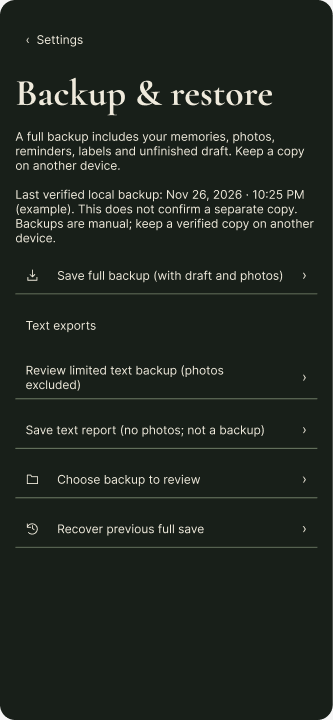 ‹ Settings
Backup & restore
A full backup includes your memories, photos,
reminders, labels and unfinished draft. Keep a copy
on another device.
Last verified local backup: Nov 26, 2026 · 10:25 PM
(example). This does not confirm a separate copy.
Backups are manual; keep a verified copy on another
device.
Save full backup (with draft and photos) ›
Text exports
Review limited text backup (photos
excluded) ›
Save text report (no photos; not a backup) ›
Choose backup to review ›
Recover previous full save ›